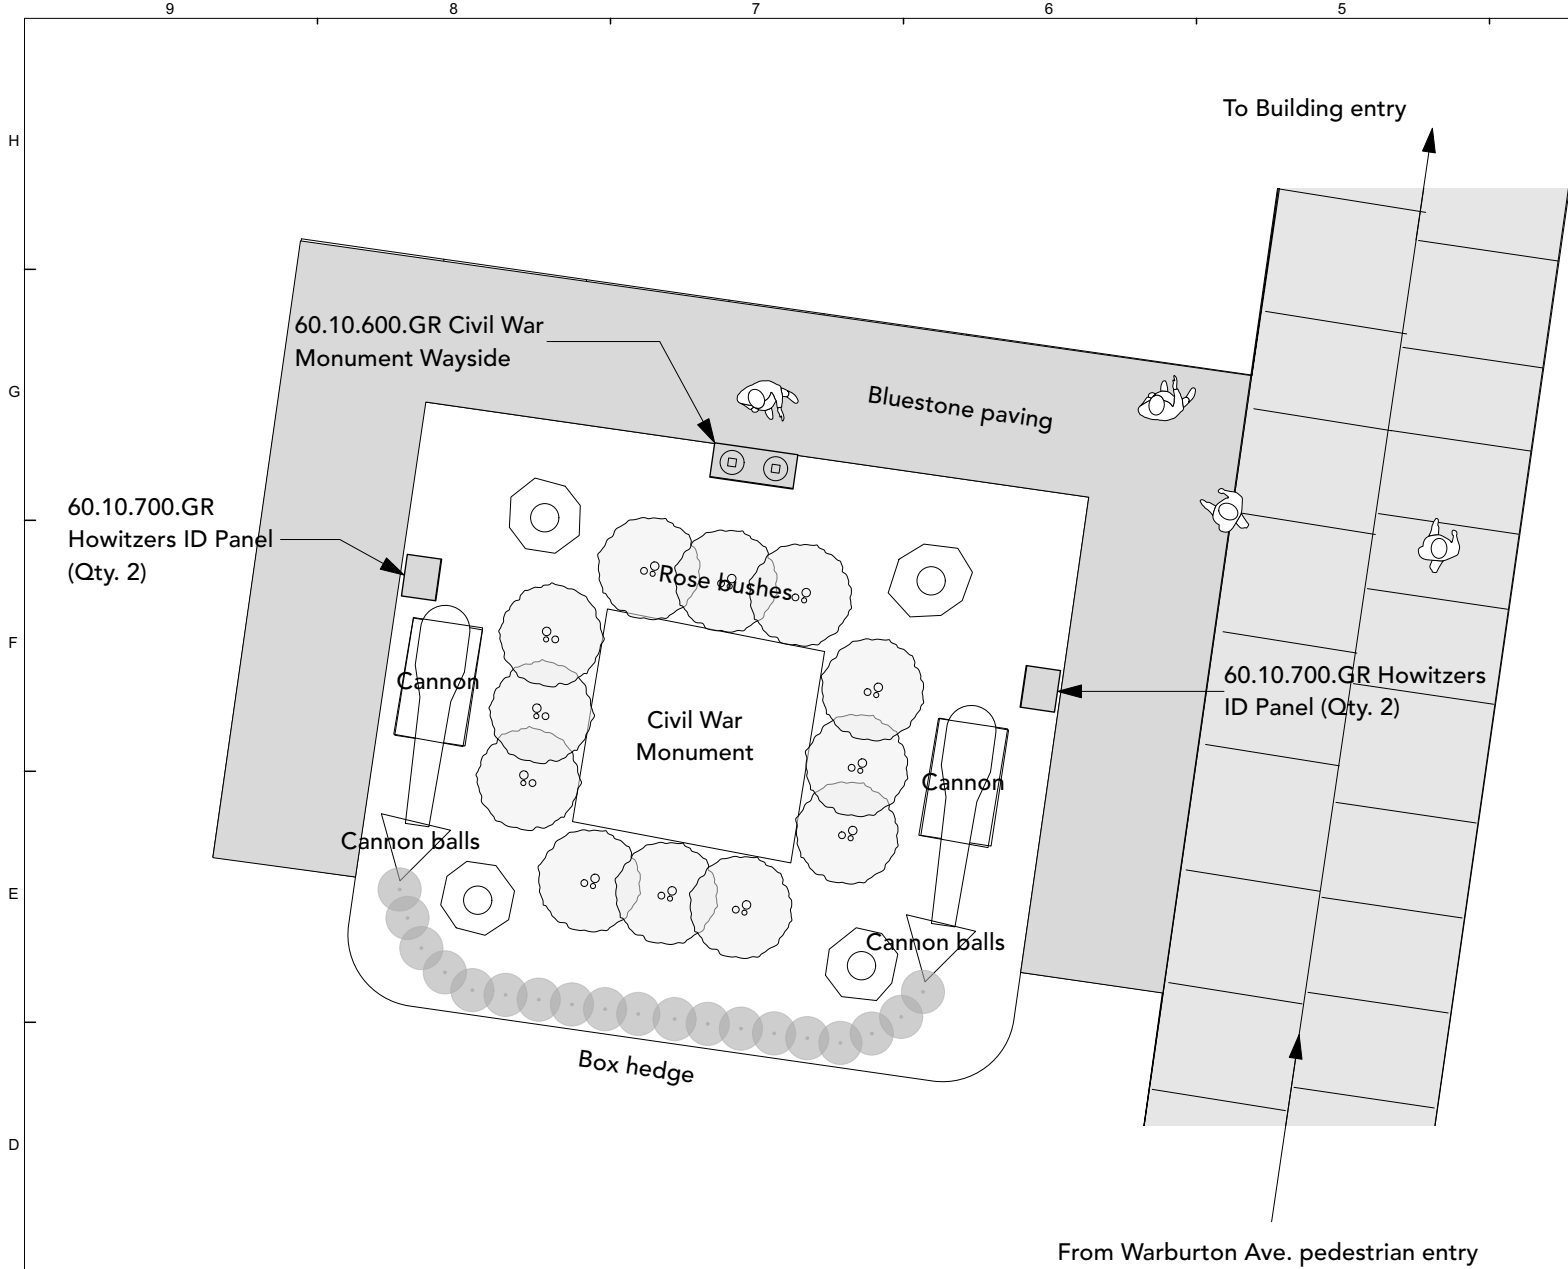 9 8 7 6 5
To Building entry
H
60.10.600.GR Civil War
Monument Wayside
G
Bluestone paving
60.10.700.GR
Howitzers ID Panel
(Qty. 2)
Rose bushes
F
Cannon
60.10.700.GR Howitzers
ID Panel (Qty. 2)
Civil War
Monument
Cannon
Cannon balls
E
Cannon balls
Box hedge
D
From Warburton Ave. pedestrian entry